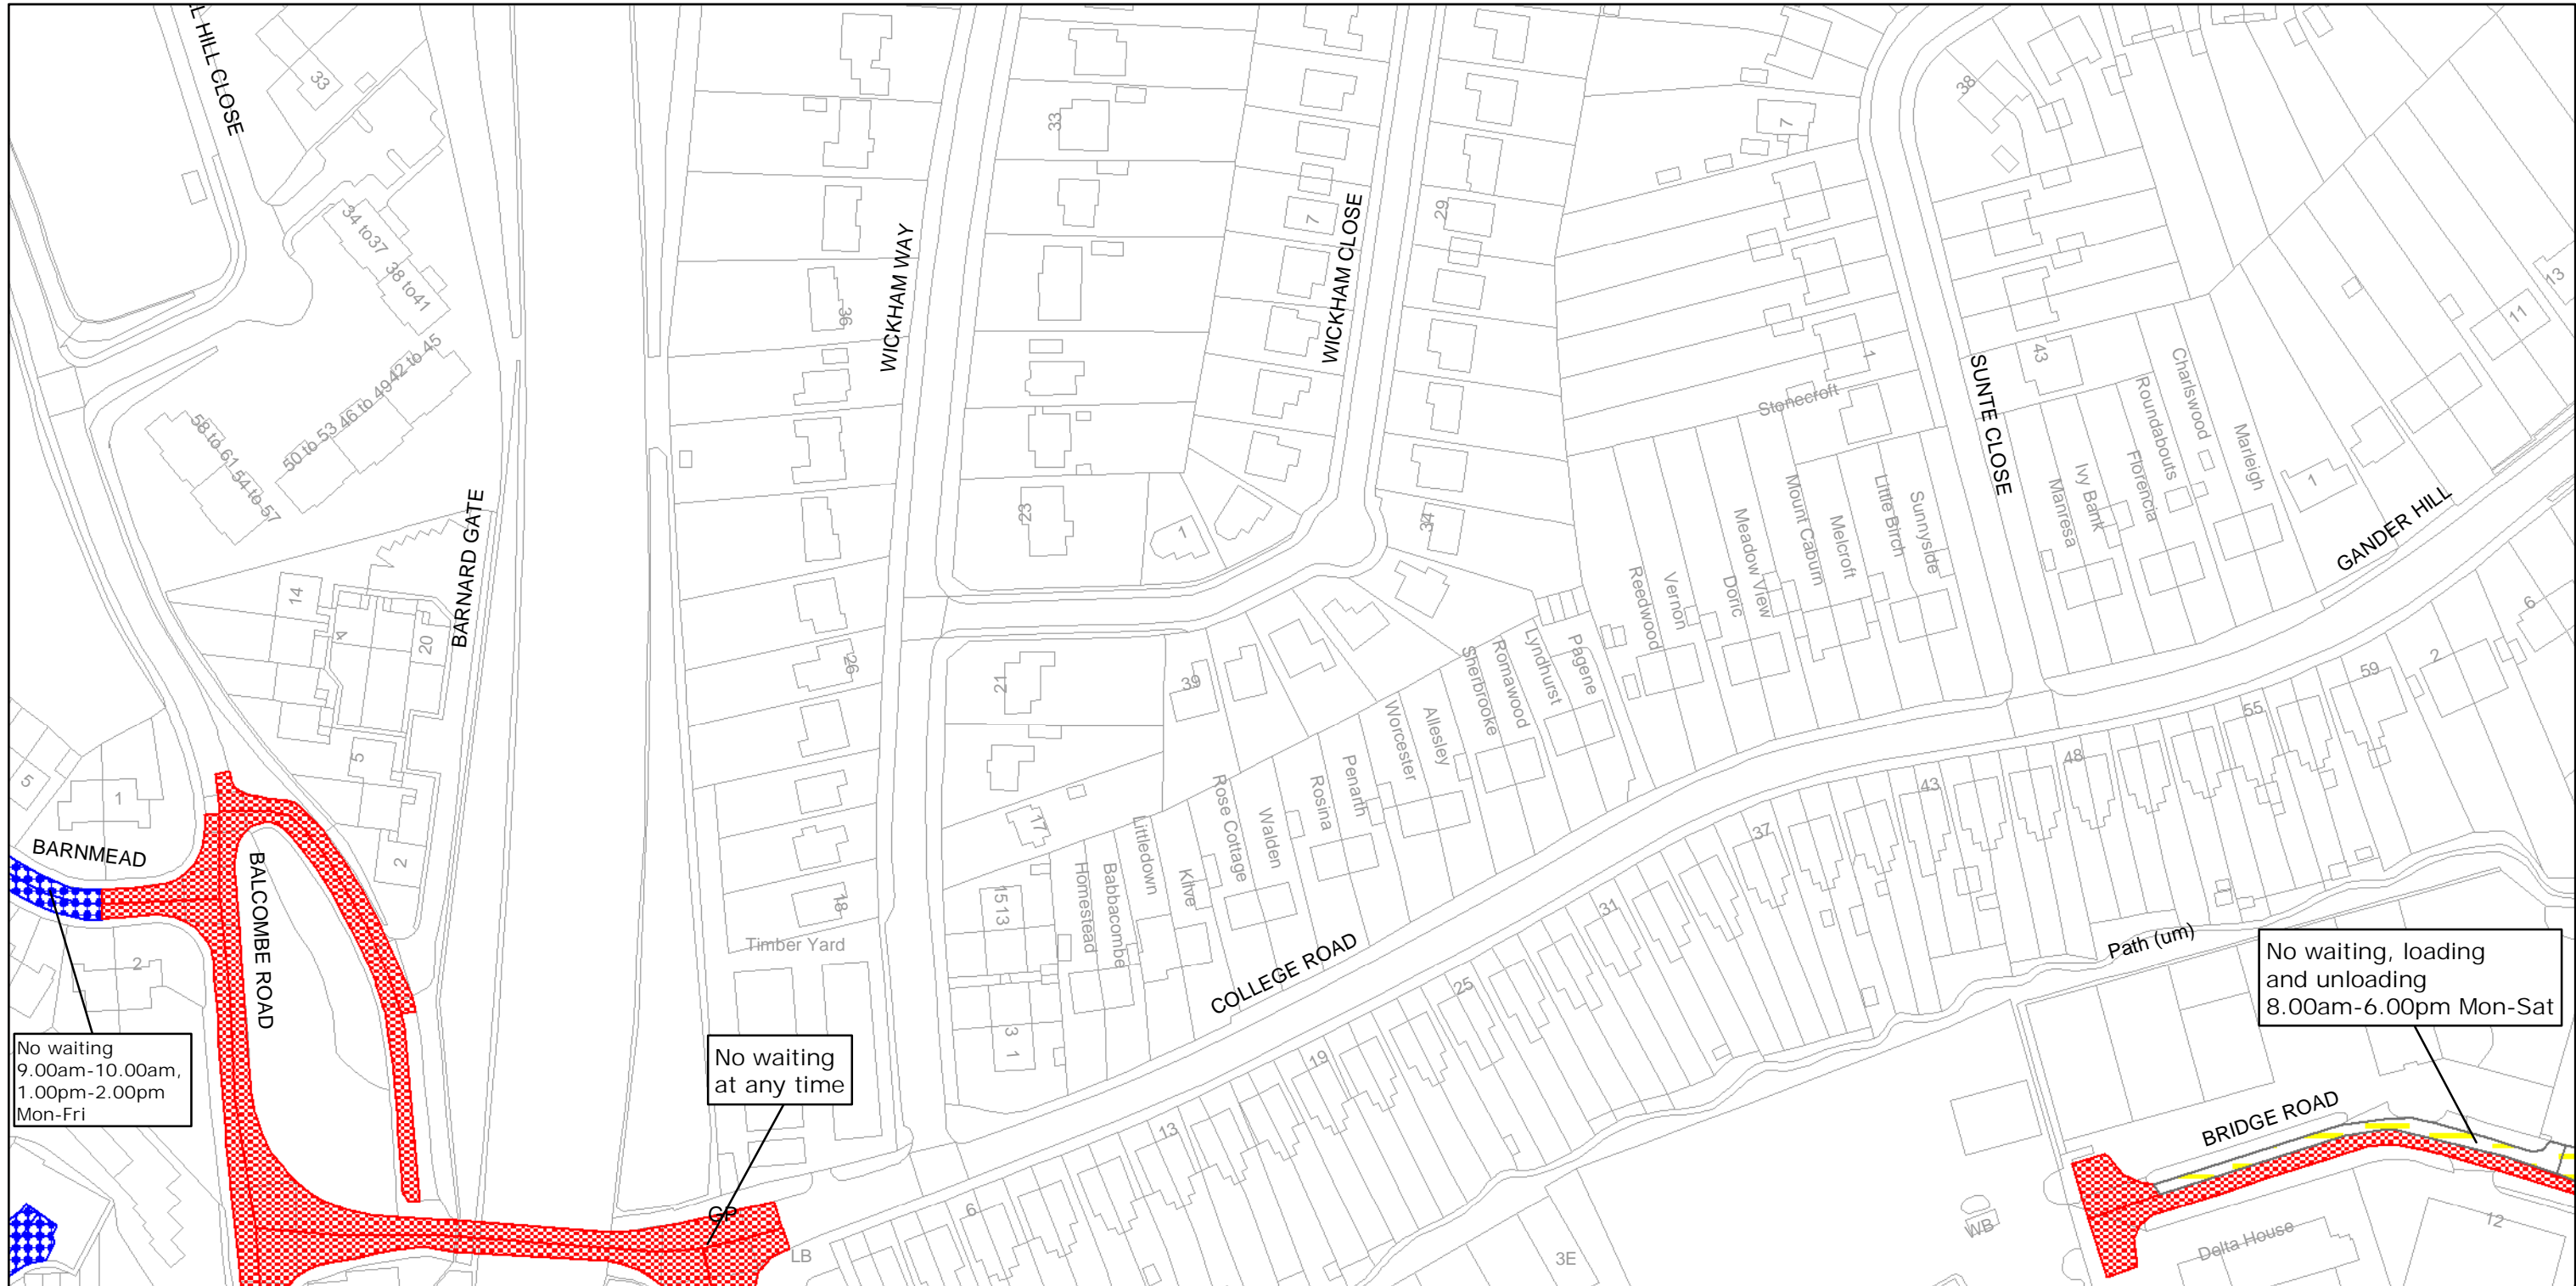 LL HILL CLOSE
33
34 to37
38 to41
42 to 45
46 to 49
50 to 53
58 to 61
54 to 57
BARNARD GATE
14
4
20
5
2
5
1
BARNMEAD
BALCOMBE ROAD
2
No waiting
9.00am-10.00am,
1.00pm-2.00pm
Mon-Fri
No waiting
at any time
GP
LB
Timber Yard
WICKHAM WAY
36
26
18
33
23
21
17
15
13
3
1
WICKHAM CLOSE
7
29
34
1
39
Homestead
Babbacombe
Littledown
Kilve
Rose Cottage
Walden
Rosina
Penarth
Worcester
Allesley
Sherbrooke
Romawood
Lyndhurst
Pagene
Reedwood
Vernon
Doric
Meadow View
Mount Caburn
Melcroft
Little Birch
Sunnyside
Stonecroft
1
7
38
SUNTE CLOSE
43
Manresa
Ivy Bank
Florencia
Roundabouts
Charlswood
Marleigh
1
11
13
GANDER HILL
6
2
59
55
48
43
37
31
25
19
13
6
COLLEGE ROAD
Path (um)
No waiting, loading
and unloading
8.00am-6.00pm Mon-Sat
BRIDGE ROAD
WB
Delta House
12
3E